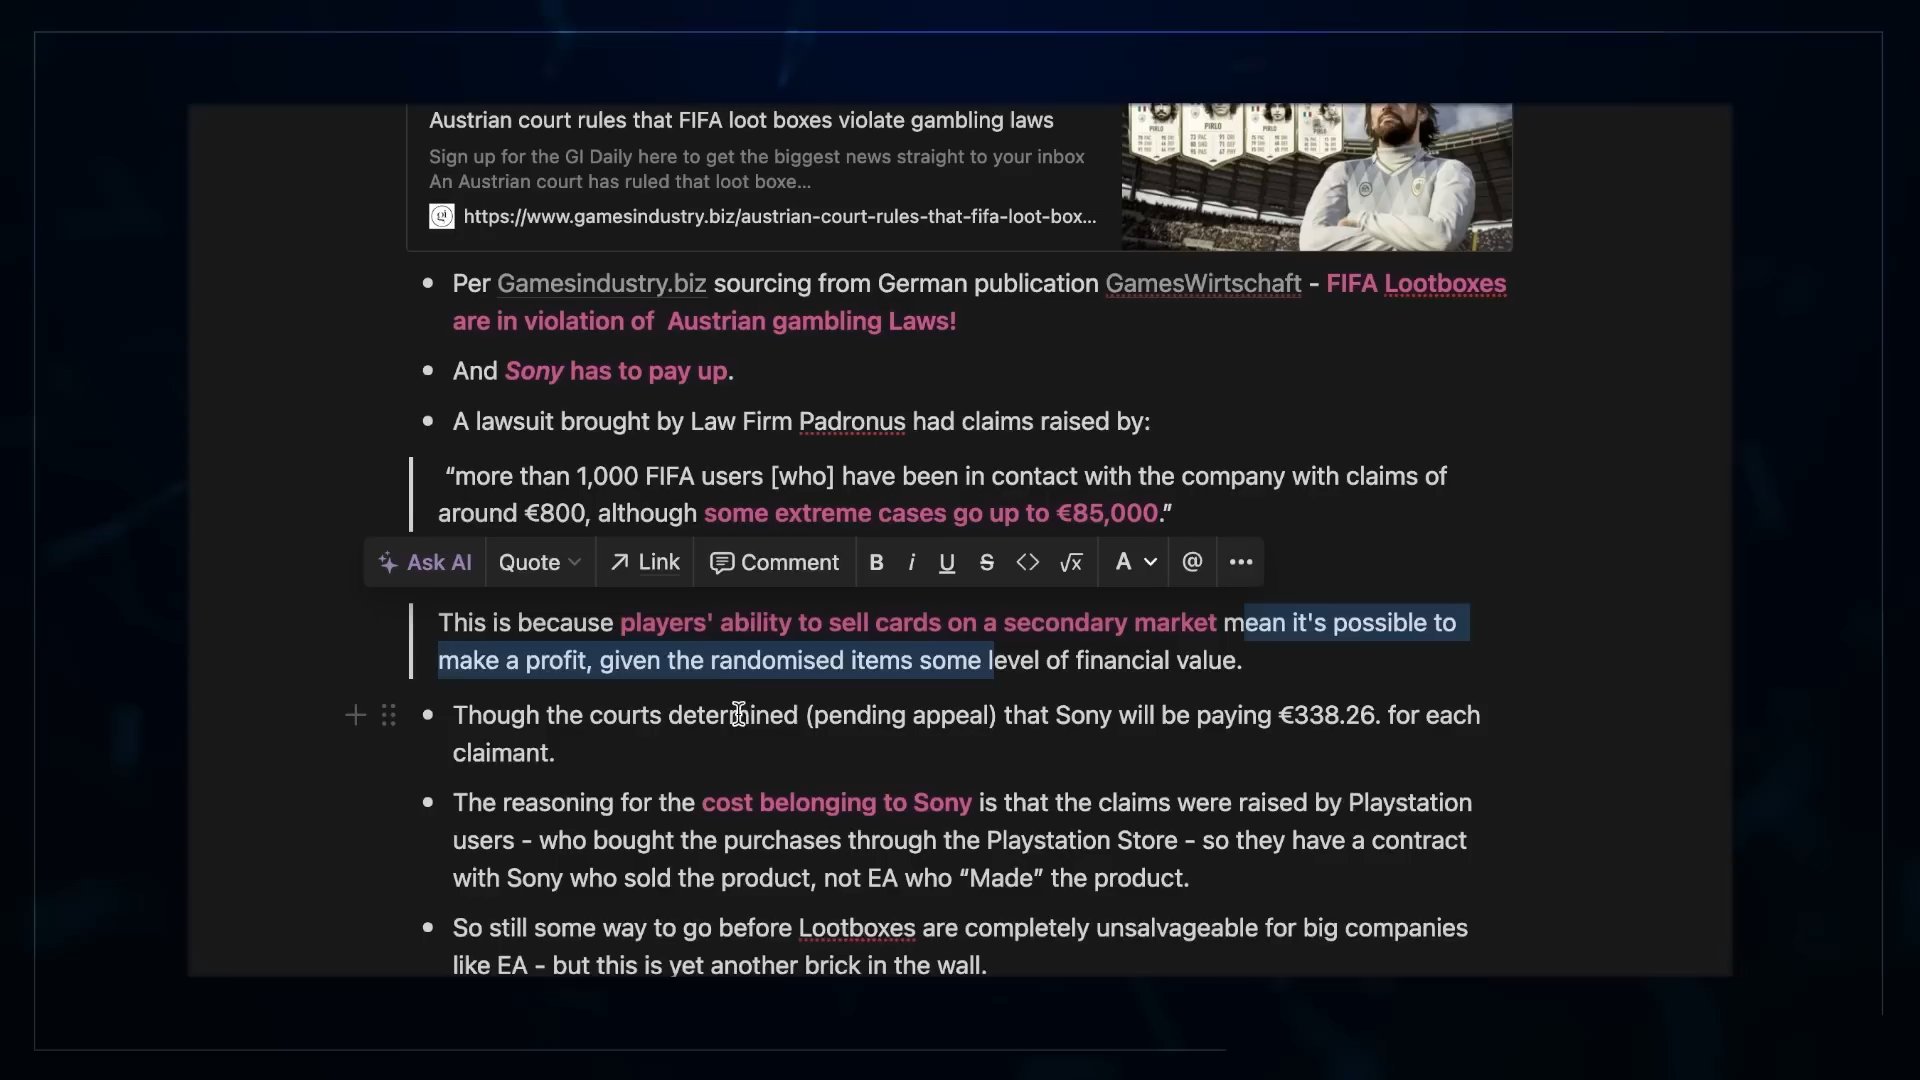 Austrian court rules that FIFA loot boxes violate gambling laws
Sign up for the GI Daily here to get the biggest news straight to your inbox
An Austrian court has ruled that loot boxe...
gi https://www.gamesindustry.biz/austrian-court-rules-that-fifa-loot-box...
PIRLO PIRLO PIRLO PIRLO
• Per Gamesindustry.biz sourcing from German publication GamesWirtschaft - FIFA Lootboxes
are in violation of Austrian gambling Laws!
• And Sony has to pay up.
• A lawsuit brought by Law Firm Padronus had claims raised by:
“more than 1,000 FIFA users [who] have been in contact with the company with claims of
around €800, although some extreme cases go up to €85,000.”
Ask AI Quote Link Comment B i U S <> √x A @ •••
This is because players' ability to sell cards on a secondary market mean it's possible to
make a profit, given the randomised items some level of financial value.
• Though the courts determined (pending appeal) that Sony will be paying €338.26. for each
claimant.
• The reasoning for the cost belonging to Sony is that the claims were raised by Playstation
users - who bought the purchases through the Playstation Store - so they have a contract
with Sony who sold the product, not EA who “Made” the product.
• So still some way to go before Lootboxes are completely unsalvageable for big companies
like EA - but this is yet another brick in the wall.